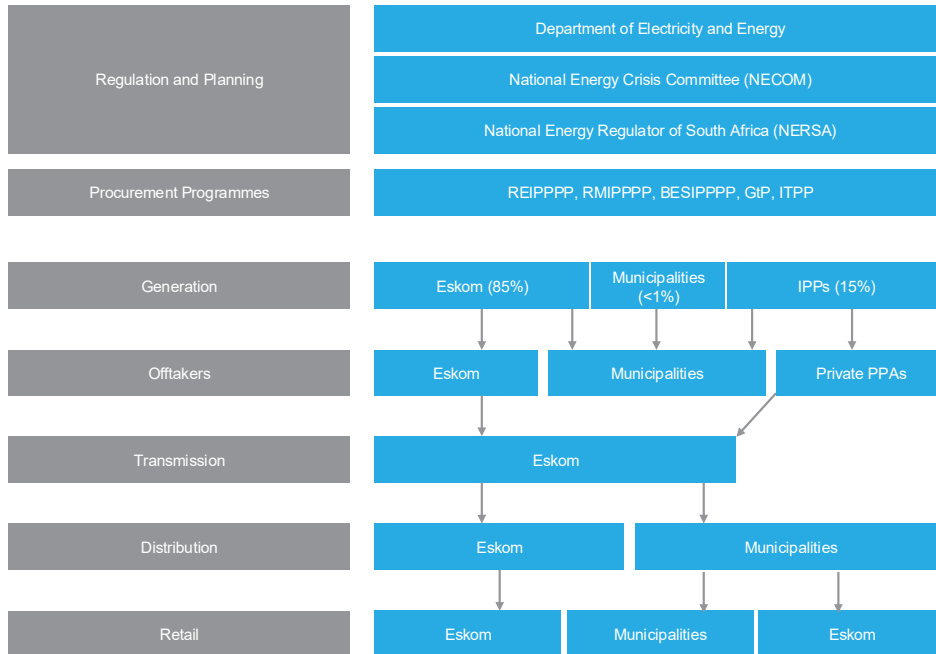 Regulation and Planning
Department of Electricity and Energy
National Energy Crisis Committee (NECOM)
National Energy Regulator of South Africa (NERSA)
Procurement Programmes
REIPPPP, RMIPPPP, BESIPPPP, GtP, ITPP
Generation
Eskom (85%)
Municipalities
(<1%)
IPPs (15%)
Offtakers
Eskom
Municipalities
Private PPAs
Transmission
Eskom
Distribution
Eskom
Municipalities
Retail
Eskom
Municipalities
Eskom